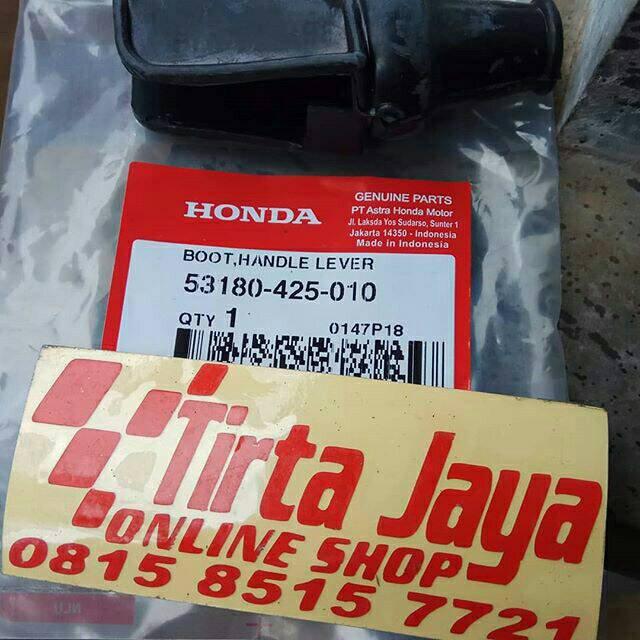 HONDA
GENUINE PARTS
PT Astra Honda Motor
Jl. Laksda Yos Sudarso, Sunter 1
Jakarta 14350 - Indonesia
Made in Indonesia
BOOT,HANDLE LEVER
53180-425-010
QTY 1 0147P18
Tirta Jaya
ONLINE SHOP
0815 8515 7721
NLU